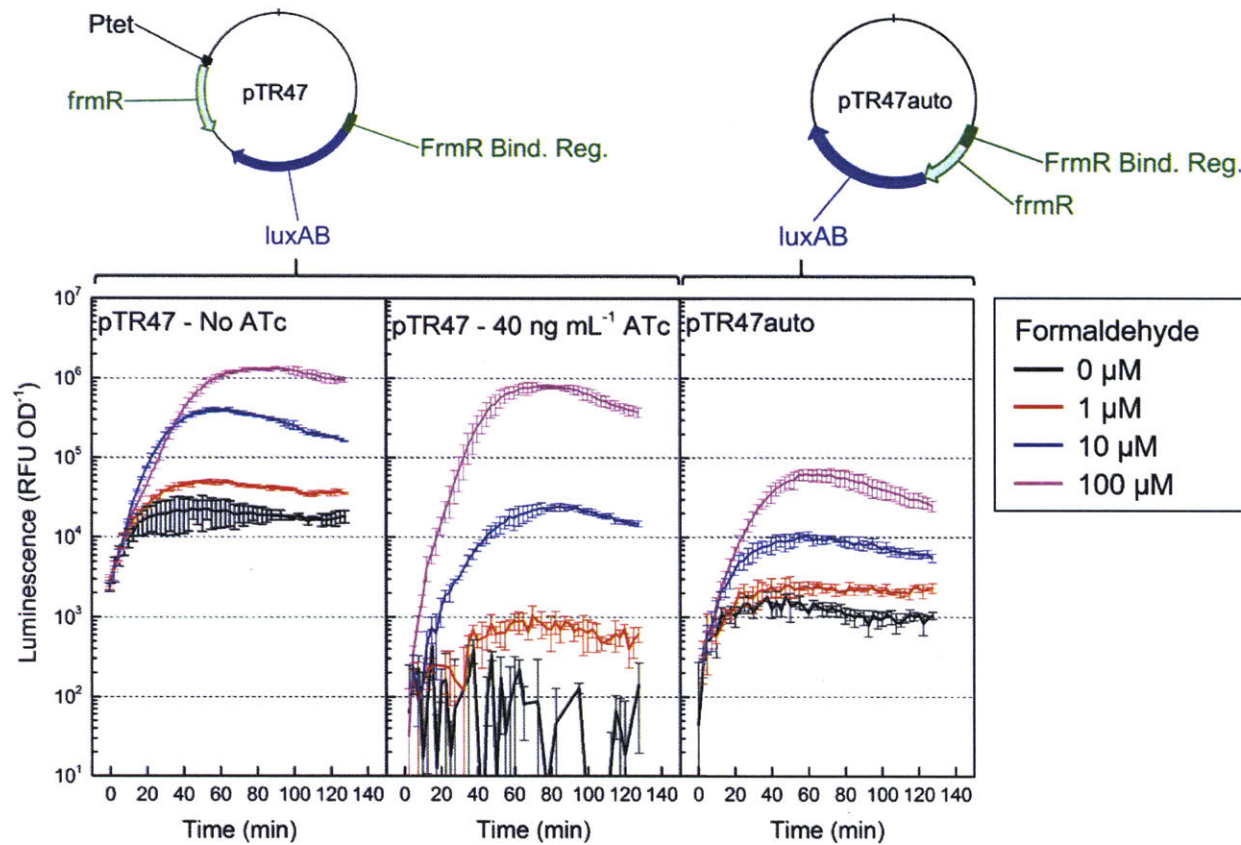 Ptet
pTR47
frmR
FrmR Bind. Reg.
luxAB
pTR47auto
FrmR Bind. Reg.
frmR
luxAB
pTR47 - No ATc
pTR47 - 40 ng mL⁻¹ ATc
pTR47auto
Luminescence (RFU OD⁻¹)
10⁷
10⁶
10⁵
10⁴
10³
10²
10¹
0 20 40 60 80 100 120 140
0 20 40 60 80 100 120 140
0 20 40 60 80 100 120 140
Time (min)
Time (min)
Time (min)
Formaldehyde
0 µM
1 µM
10 µM
100 µM